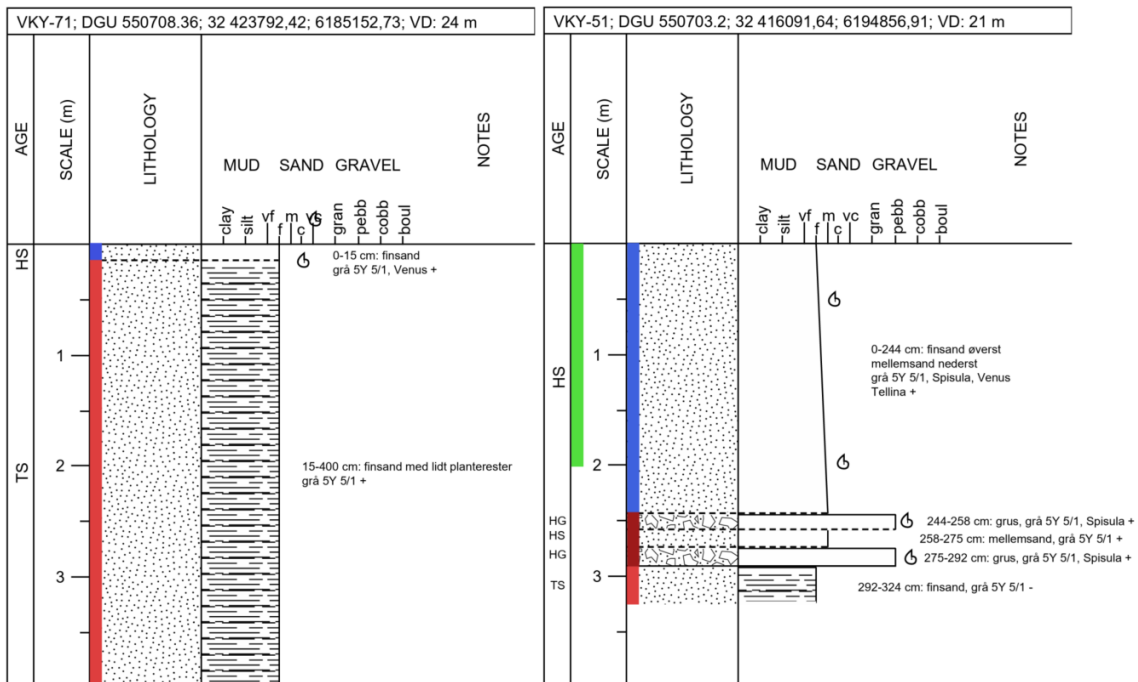 VKY-71; DGU 550708.36; 32 423792,42; 6185152,73; VD: 24 m
AGE
SCALE (m)
LITHOLOGY
MUD SAND GRAVEL
NOTES
clay
silt
vf
f
m
c
vc
gran
pebb
cobb
boul
HS
0-15 cm: finsand
grå 5Y 5/1, Venus +
1
TS
2
15-400 cm: finsand med lidt planterester
grå 5Y 5/1 +
3
VKY-51; DGU 550703.2; 32 416091,64; 6194856,91; VD: 21 m
AGE
SCALE (m)
LITHOLOGY
MUD SAND GRAVEL
NOTES
clay
silt
vf
f
m
c
vc
gran
pebb
cobb
boul
HS
1
0-244 cm: finsand øverst
mellemsand nederst
grå 5Y 5/1, Spisula, Venus
Tellina +
2
HG
244-258 cm: grus, grå 5Y 5/1, Spisula +
HS
258-275 cm: mellemsand, grå 5Y 5/1 +
HG
275-292 cm: grus, grå 5Y 5/1, Spisula +
3
TS
292-324 cm: finsand, grå 5Y 5/1 -